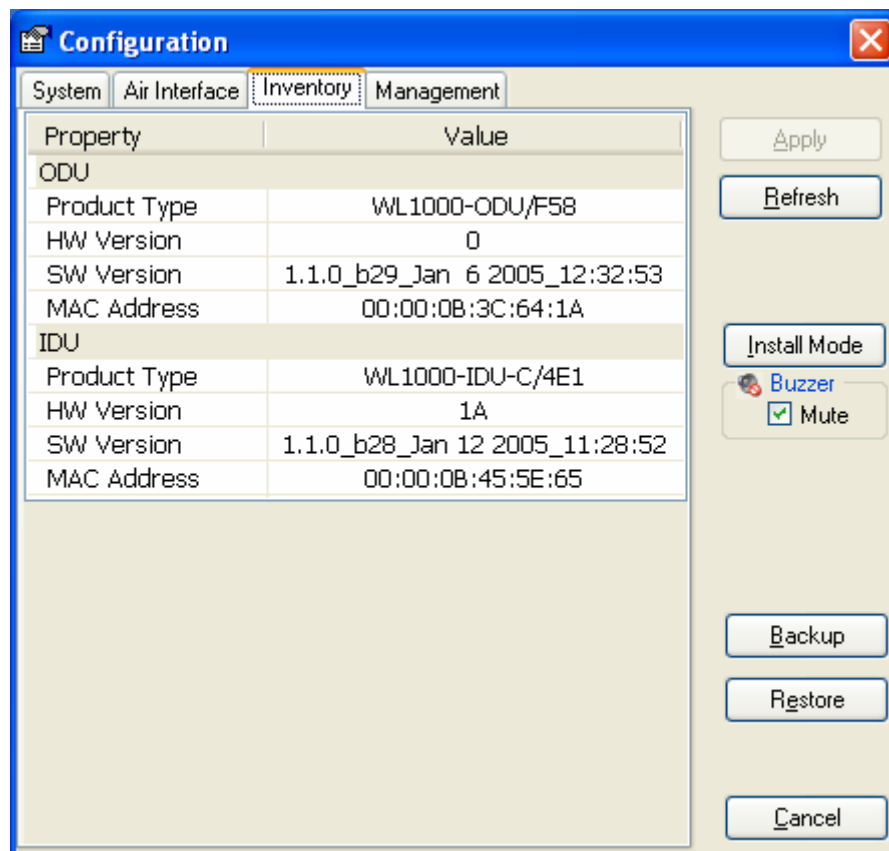 Configuration
System Air Interface Inventory Management
Property Value
ODU
Product Type WL1000-ODU/F58
HW Version 0
SW Version 1.1.0_b29_Jan  6 2005_12:32:53
MAC Address 00:00:0B:3C:64:1A
IDU
Product Type WL1000-IDU-C/4E1
HW Version 1A
SW Version 1.1.0_b28_Jan 12 2005_11:28:52
MAC Address 00:00:0B:45:5E:65
Apply
Refresh
Install Mode
Buzzer
Mute
Backup
Restore
Cancel